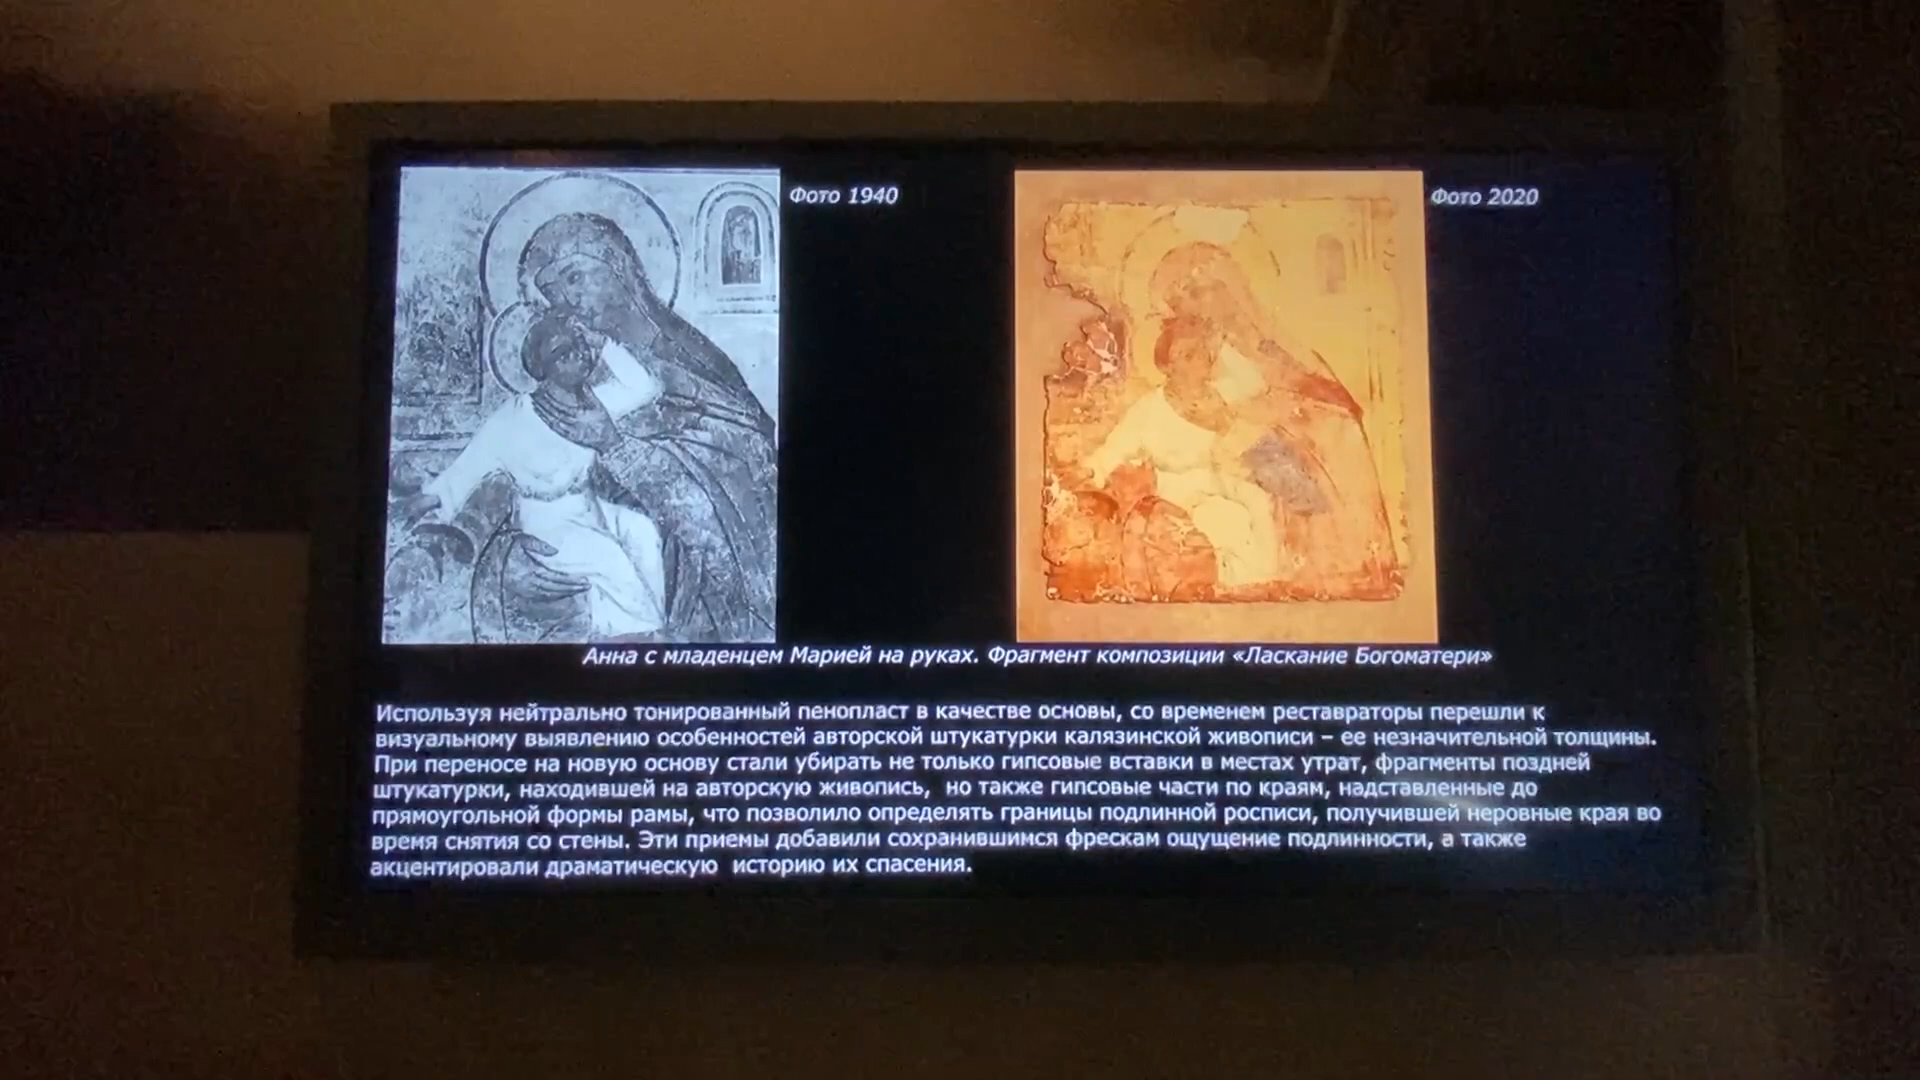 Фото 1940
Фото 2020
Анна с младенцем Марией на руках. Фрагмент композиции «Ласкание Богоматери»
Используя нейтрально тонированный пенопласт в качестве основы, со временем реставраторы перешли к
визуальному выявлению особенностей авторской штукатурки калязинской живописи – ее незначительной толщины.
При переносе на новую основу стали убирать не только гипсовые вставки в местах утрат, фрагменты поздней
штукатурки, находившей на авторскую живопись, но также гипсовые части по краям, надставленные до
прямоугольной формы рамы, что позволило определять границы подлинной росписи, получившей неровные края во
время снятия со стены. Эти приемы добавили сохранившимся фрескам ощущение подлинности, а также
акцентировали драматическую историю их спасения.